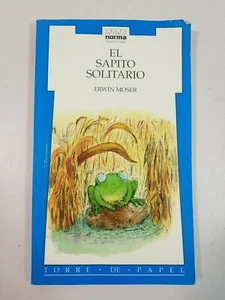 norma
EL
SAPITO
SOLITARIO
ERWIN MOSER
TORRE · DE · PAPEL